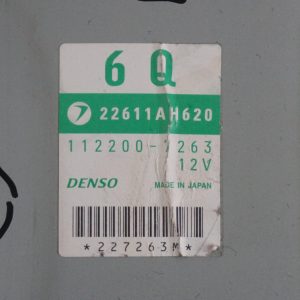 6 Q
22611AH620
112200-7263
12V
DENSO MADE IN JAPAN
*227263M*